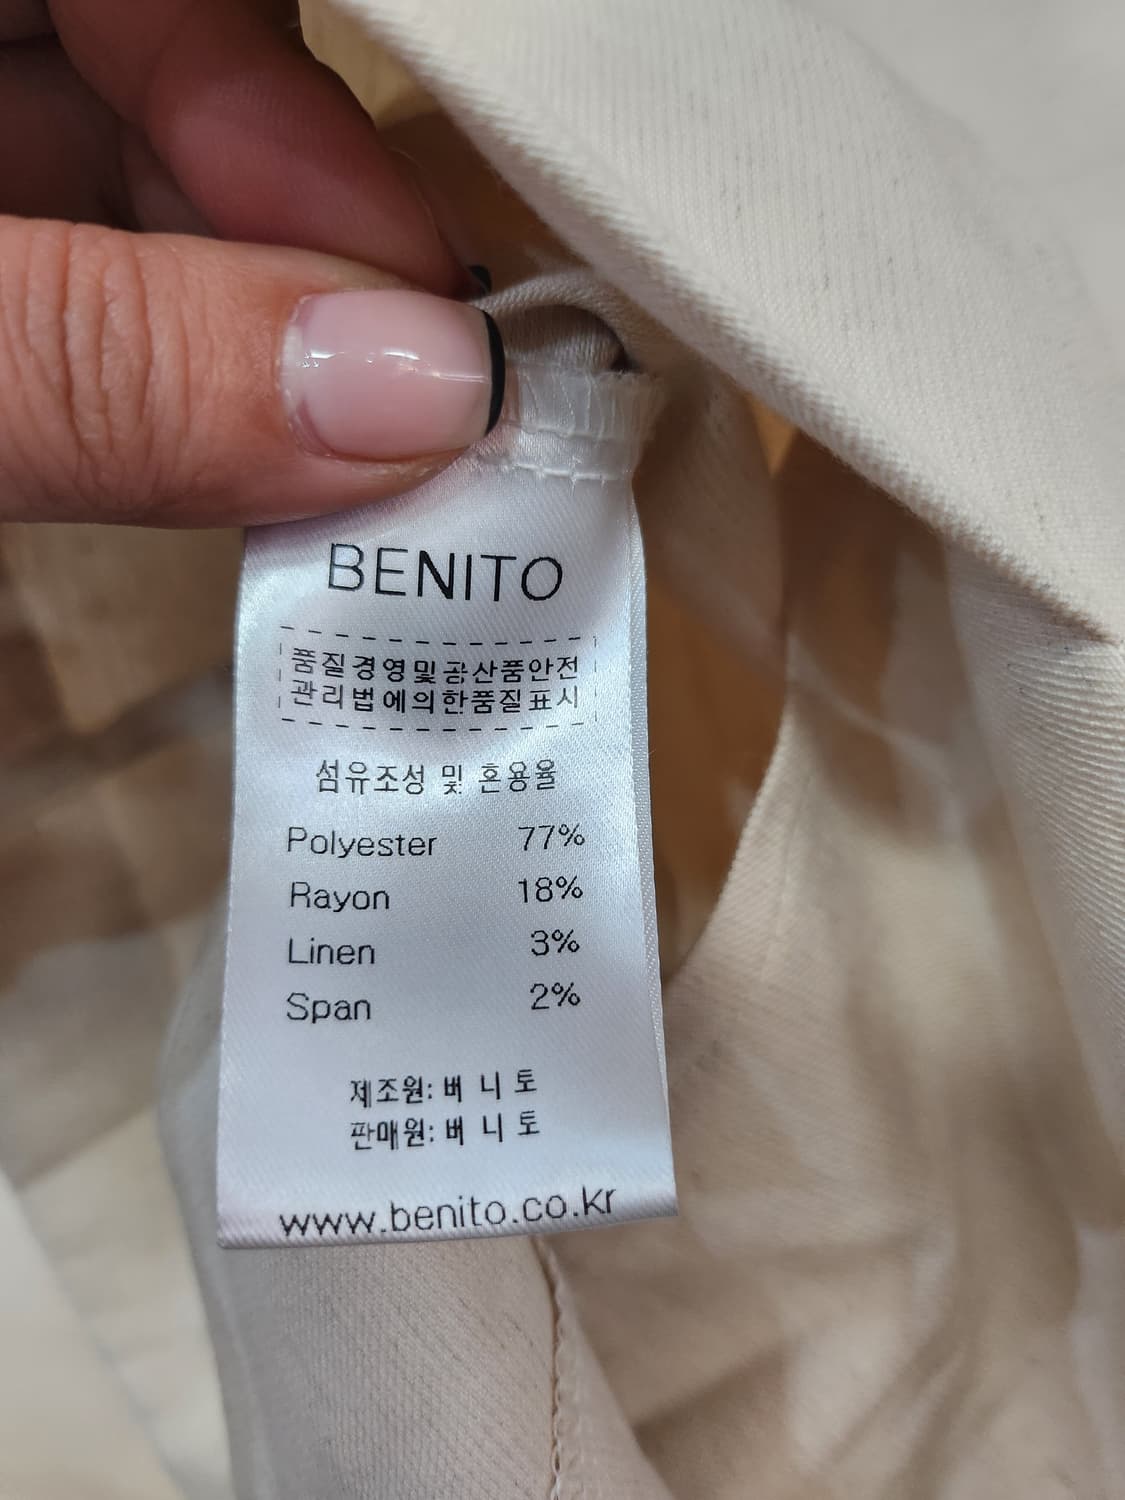 BENITO
품질경영및공산품안전
관리법에의한품질표시
섬유조성 및 혼용율
Polyester 77%
Rayon 18%
Linen 3%
Span 2%
제조원: 버 니 토
판매원: 버 니 토
www.benito.co.kr